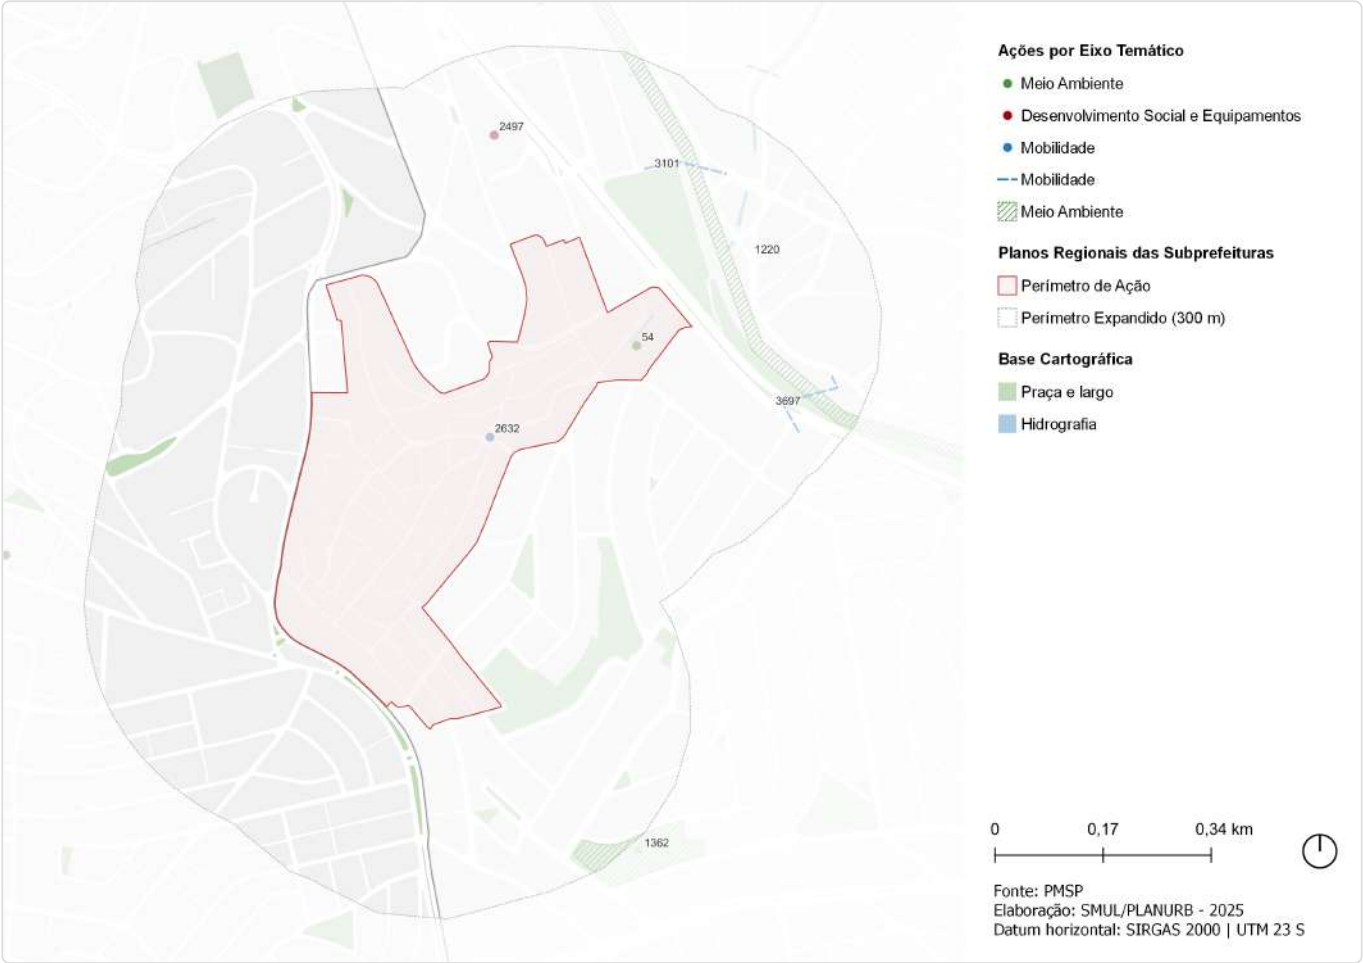 2497
3101
1220
54
3697
2632
1362
Ações por Eixo Temático
Meio Ambiente
Desenvolvimento Social e Equipamentos
Mobilidade
Mobilidade
Meio Ambiente
Planos Regionais das Subprefeituras
Perímetro de Ação
Perímetro Expandido (300 m)
Base Cartográfica
Praça e largo
Hidrografia
0 0,17 0,34 km
Fonte: PMSP
Elaboração: SMUL/PLANURB - 2025
Datum horizontal: SIRGAS 2000 | UTM 23 S